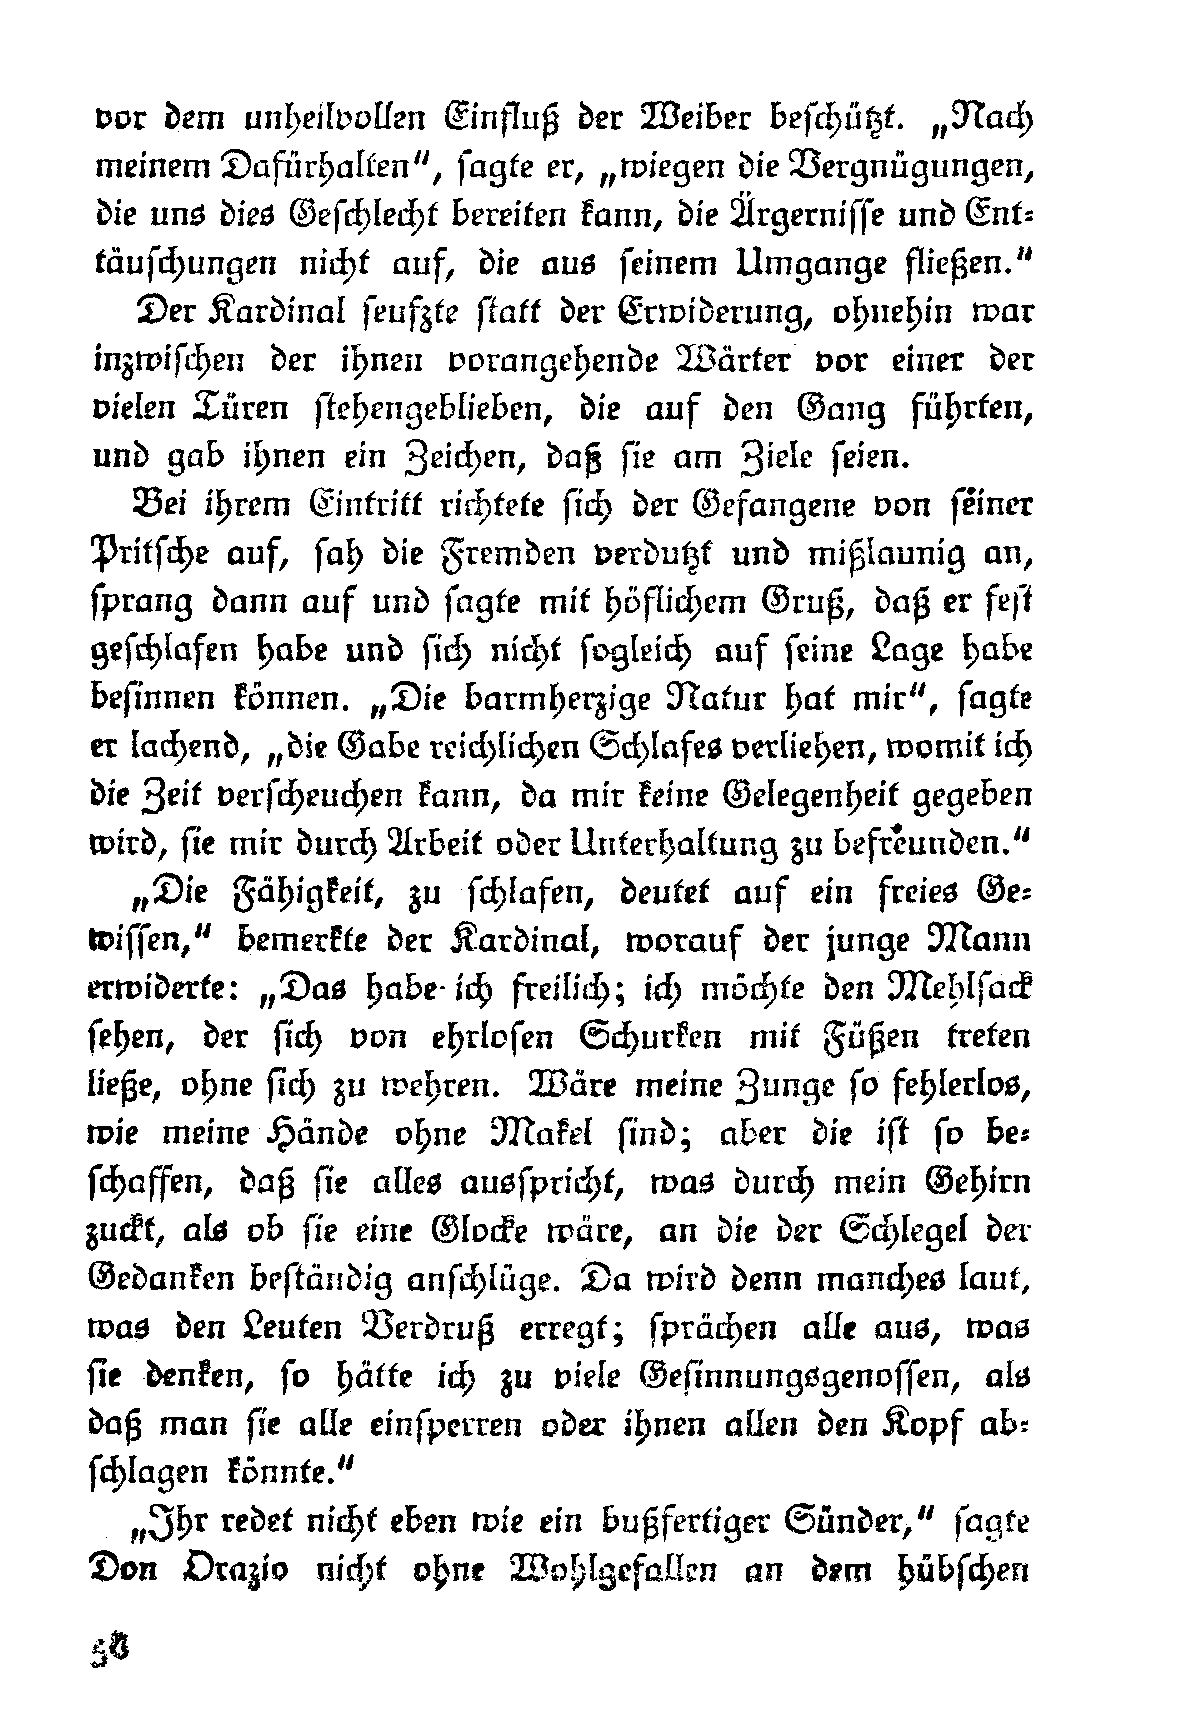 vor dem unheilvollen Einfluß der Weiber beschützt. „Nach
meinem Dafürhalten“, sagte er, „wiegen die Vergnügungen,
die uns dies Geschlecht bereiten kann, die Ärgernisse und Ent-
täuschungen nicht auf, die aus seinem Umgange fließen.“
Der Kardinal seufzte statt der Erwiderung, ohnehin war
inzwischen der ihnen vorangehende Wärter vor einer der
vielen Türen stehengeblieben, die auf den Gang führten,
und gab ihnen ein Zeichen, daß sie am Ziele seien.
Bei ihrem Eintritt richtete sich der Gefangene von seiner
Pritsche auf, sah die Fremden verdutzt und mißlaunig an,
sprang dann auf und sagte mit höflichem Gruß, daß er fest
geschlafen habe und sich nicht sogleich auf seine Lage habe
besinnen können. „Die barmherzige Natur hat mir“, sagte
er lachend, „die Gabe reichlichen Schlafes verliehen, womit ich
die Zeit verscheuchen kann, da mir keine Gelegenheit gegeben
wird, sie mir durch Arbeit oder Unterhaltung zu befreunden.“
„Die Fähigkeit, zu schlafen, deutet auf ein freies Ge-
wissen,“ bemerkte der Kardinal, worauf der junge Mann
erwiderte: „Das habe ich freilich; ich möchte den Mehlsack
sehen, der sich von ehrlosen Schurken mit Füßen treten
ließe, ohne sich zu wehren. Wäre meine Zunge so fehlerlos,
wie meine Hände ohne Makel sind; aber die ist so be-
schaffen, daß sie alles ausspricht, was durch mein Gehirn
zuckt, als ob sie eine Glocke wäre, an die der Schlegel der
Gedanken beständig anschlüge. Da wird denn manches laut,
was den Leuten Verdruß erregt; sprächen alle aus, was
sie denken, so hätte ich zu viele Gesinnungsgenossen, als
daß man sie alle einsperren oder ihnen allen den Kopf ab-
schlagen könnte.“
„Ihr redet nicht eben wie ein bußfertiger Sünder,“ sagte
Don Orazio nicht ohne Wohlgefallen an dem hübschen